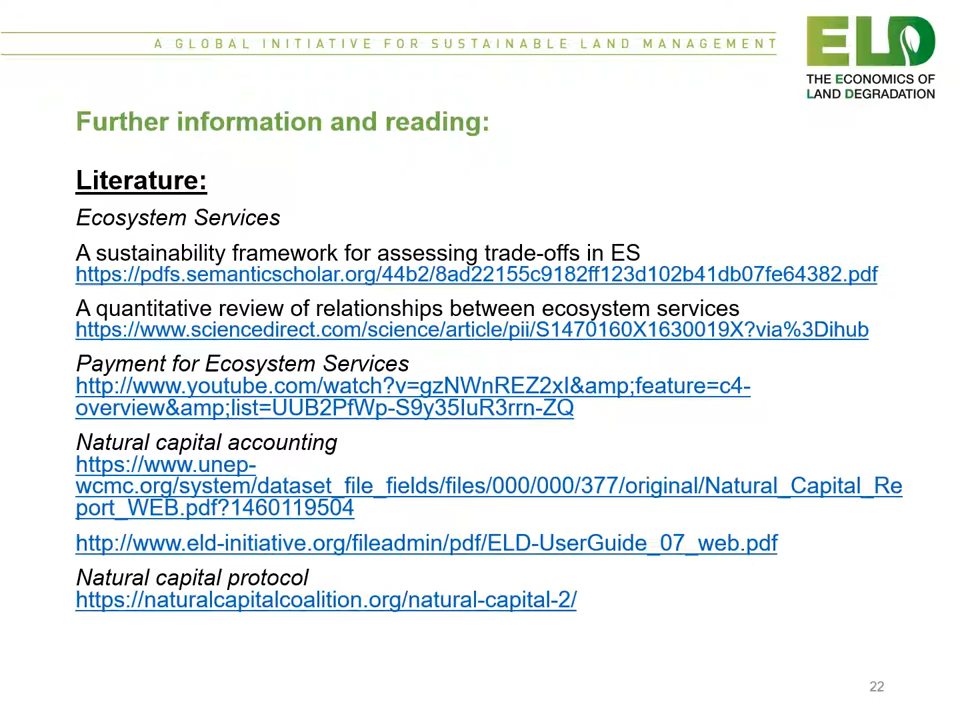 A GLOBAL INITIATIVE FOR SUSTAINABLE LAND MANAGEMENT
ELD
THE ECONOMICS OF
LAND DEGRADATION
Further information and reading:
Literature:
Ecosystem Services
A sustainability framework for assessing trade-offs in ES
https://pdfs.semanticscholar.org/44b2/8ad22155c9182ff123d102b41db07fe64382.pdf
A quantitative review of relationships between ecosystem services
https://www.sciencedirect.com/science/article/pii/S1470160X1630019X?via%3Dihub
Payment for Ecosystem Services
http://www.youtube.com/watch?v=gzNWnREZ2xI&amp;feature=c4-
overview&amp;list=UUB2PfWp-S9y35IuR3rrn-ZQ
Natural capital accounting
https://www.unep-
wcmc.org/system/dataset_file_fields/files/000/000/377/original/Natural_Capital_Re
port_WEB.pdf?1460119504
http://www.eld-initiative.org/fileadmin/pdf/ELD-UserGuide_07_web.pdf
Natural capital protocol
https://naturalcapitalcoalition.org/natural-capital-2/
22